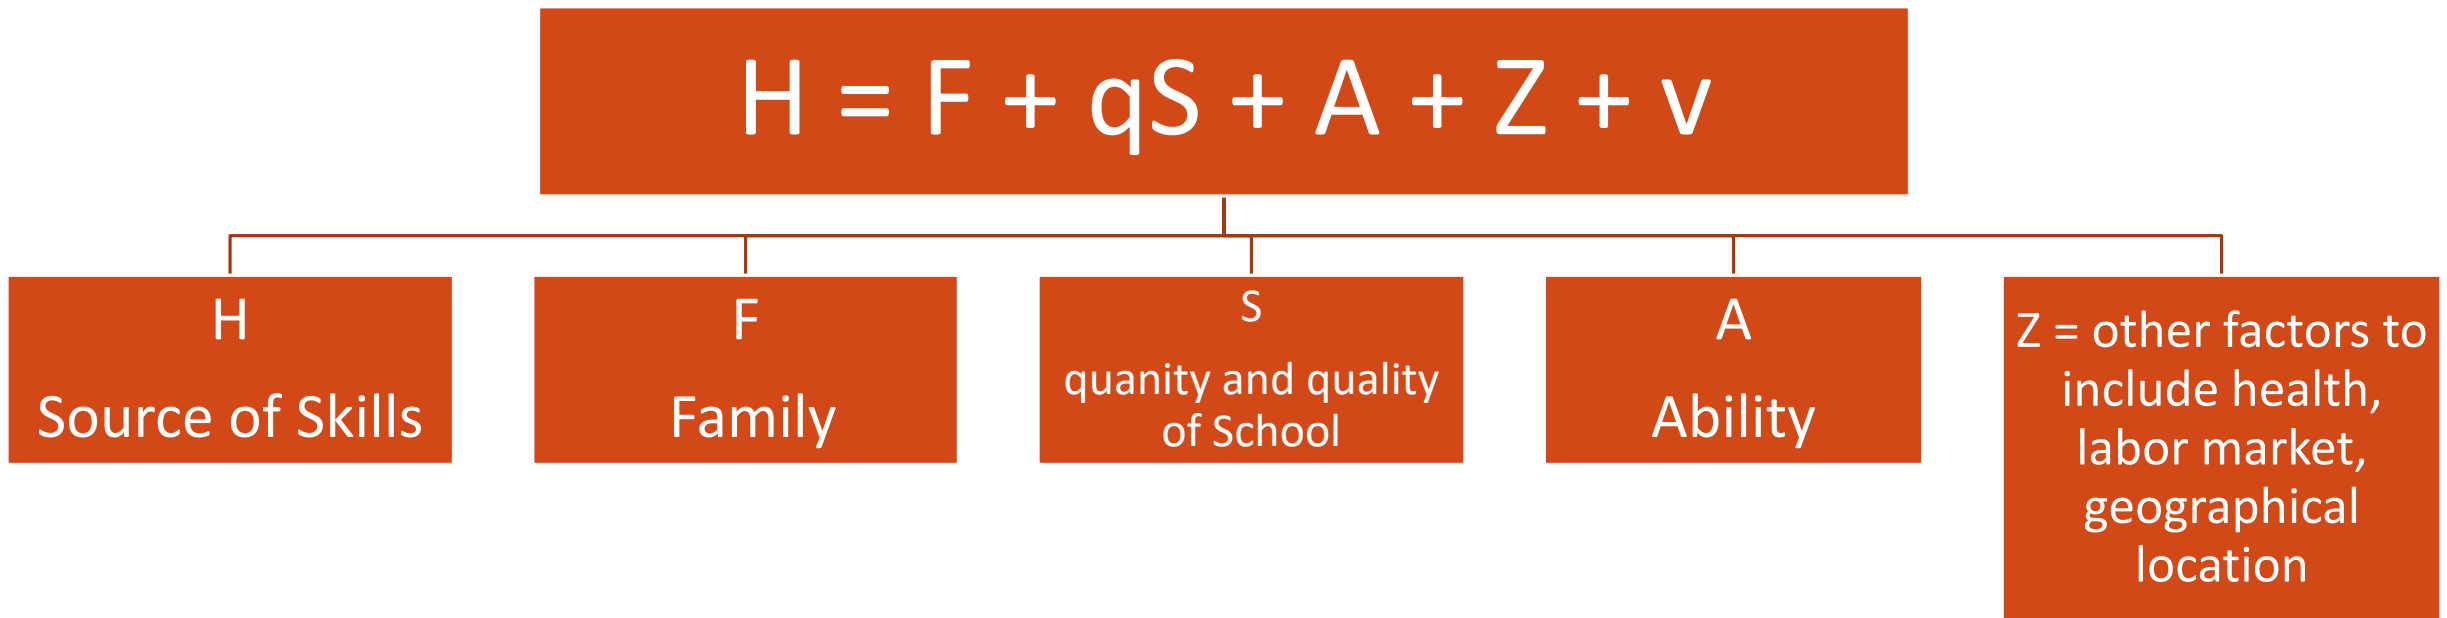 H = F + qS + A + Z + v
H
Source of Skills
F
Family
S
quanity and quality
of School
A
Ability
Z = other factors to
include health,
labor market,
geographical
location